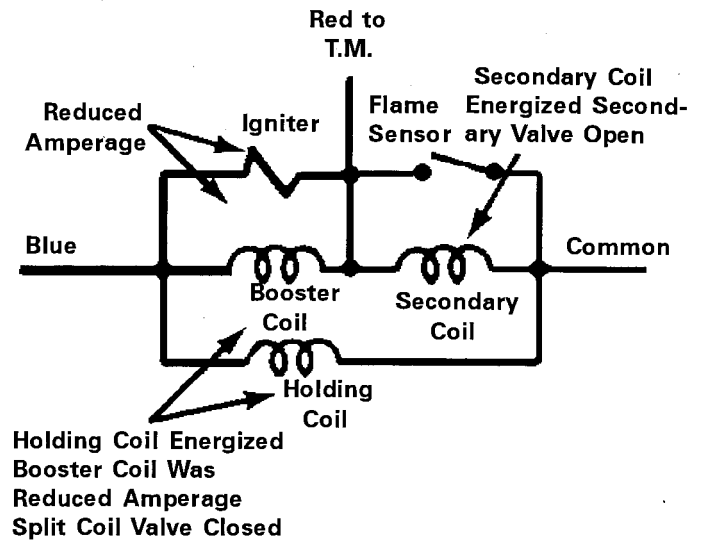 Red to
T.M.
Secondary Coil
Energized Second-
ary Valve Open
Flame
Sensor
Reduced
Amperage
Igniter
Blue
Common
Booster
Coil
Secondary
Coil
Holding
Coil
Holding Coil Energized
Booster Coil Was
Reduced Amperage
Split Coil Valve Closed